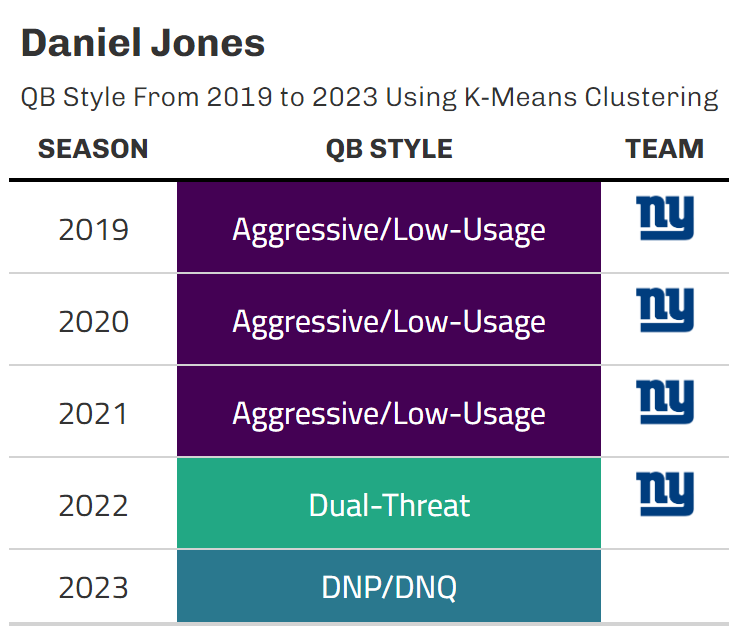 Daniel Jones
QB Style From 2019 to 2023 Using K-Means Clustering
SEASON QB STYLE TEAM
2019 Aggressive/Low-Usage ny
2020 Aggressive/Low-Usage ny
2021 Aggressive/Low-Usage ny
2022 Dual-Threat ny
2023 DNP/DNQ